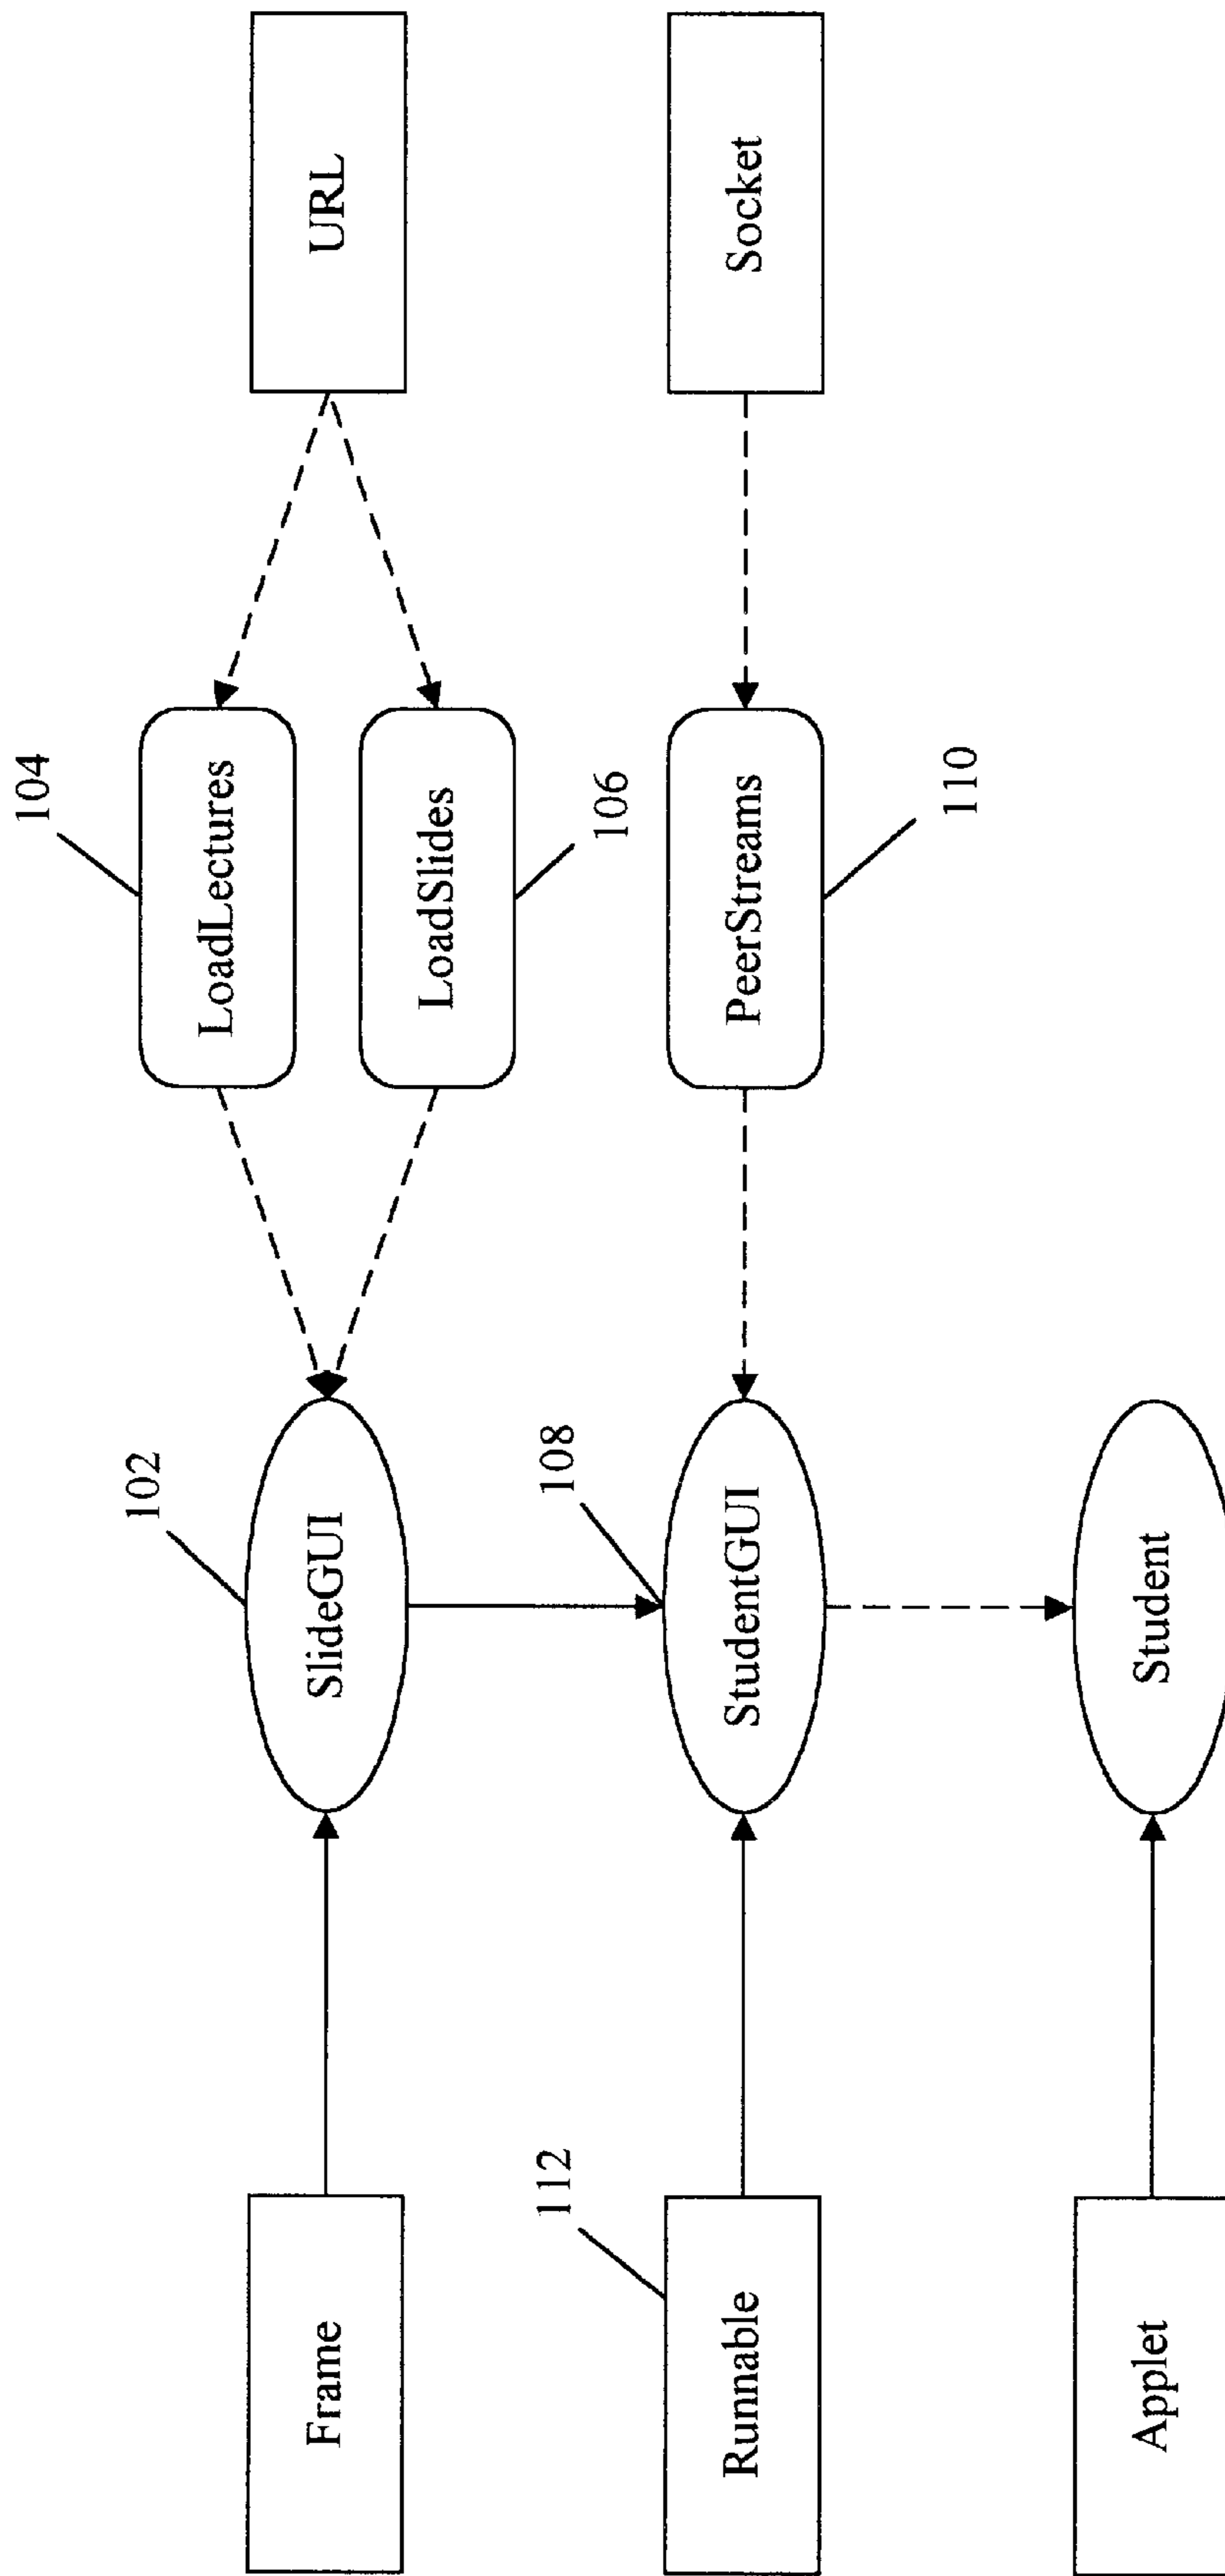 104
102
LoadLectures
Frame
SlideGUI
URL
LoadSlides
112
108
106
Runnable
StudentGUI
PeerStreams
Socket
110
Applet
Student